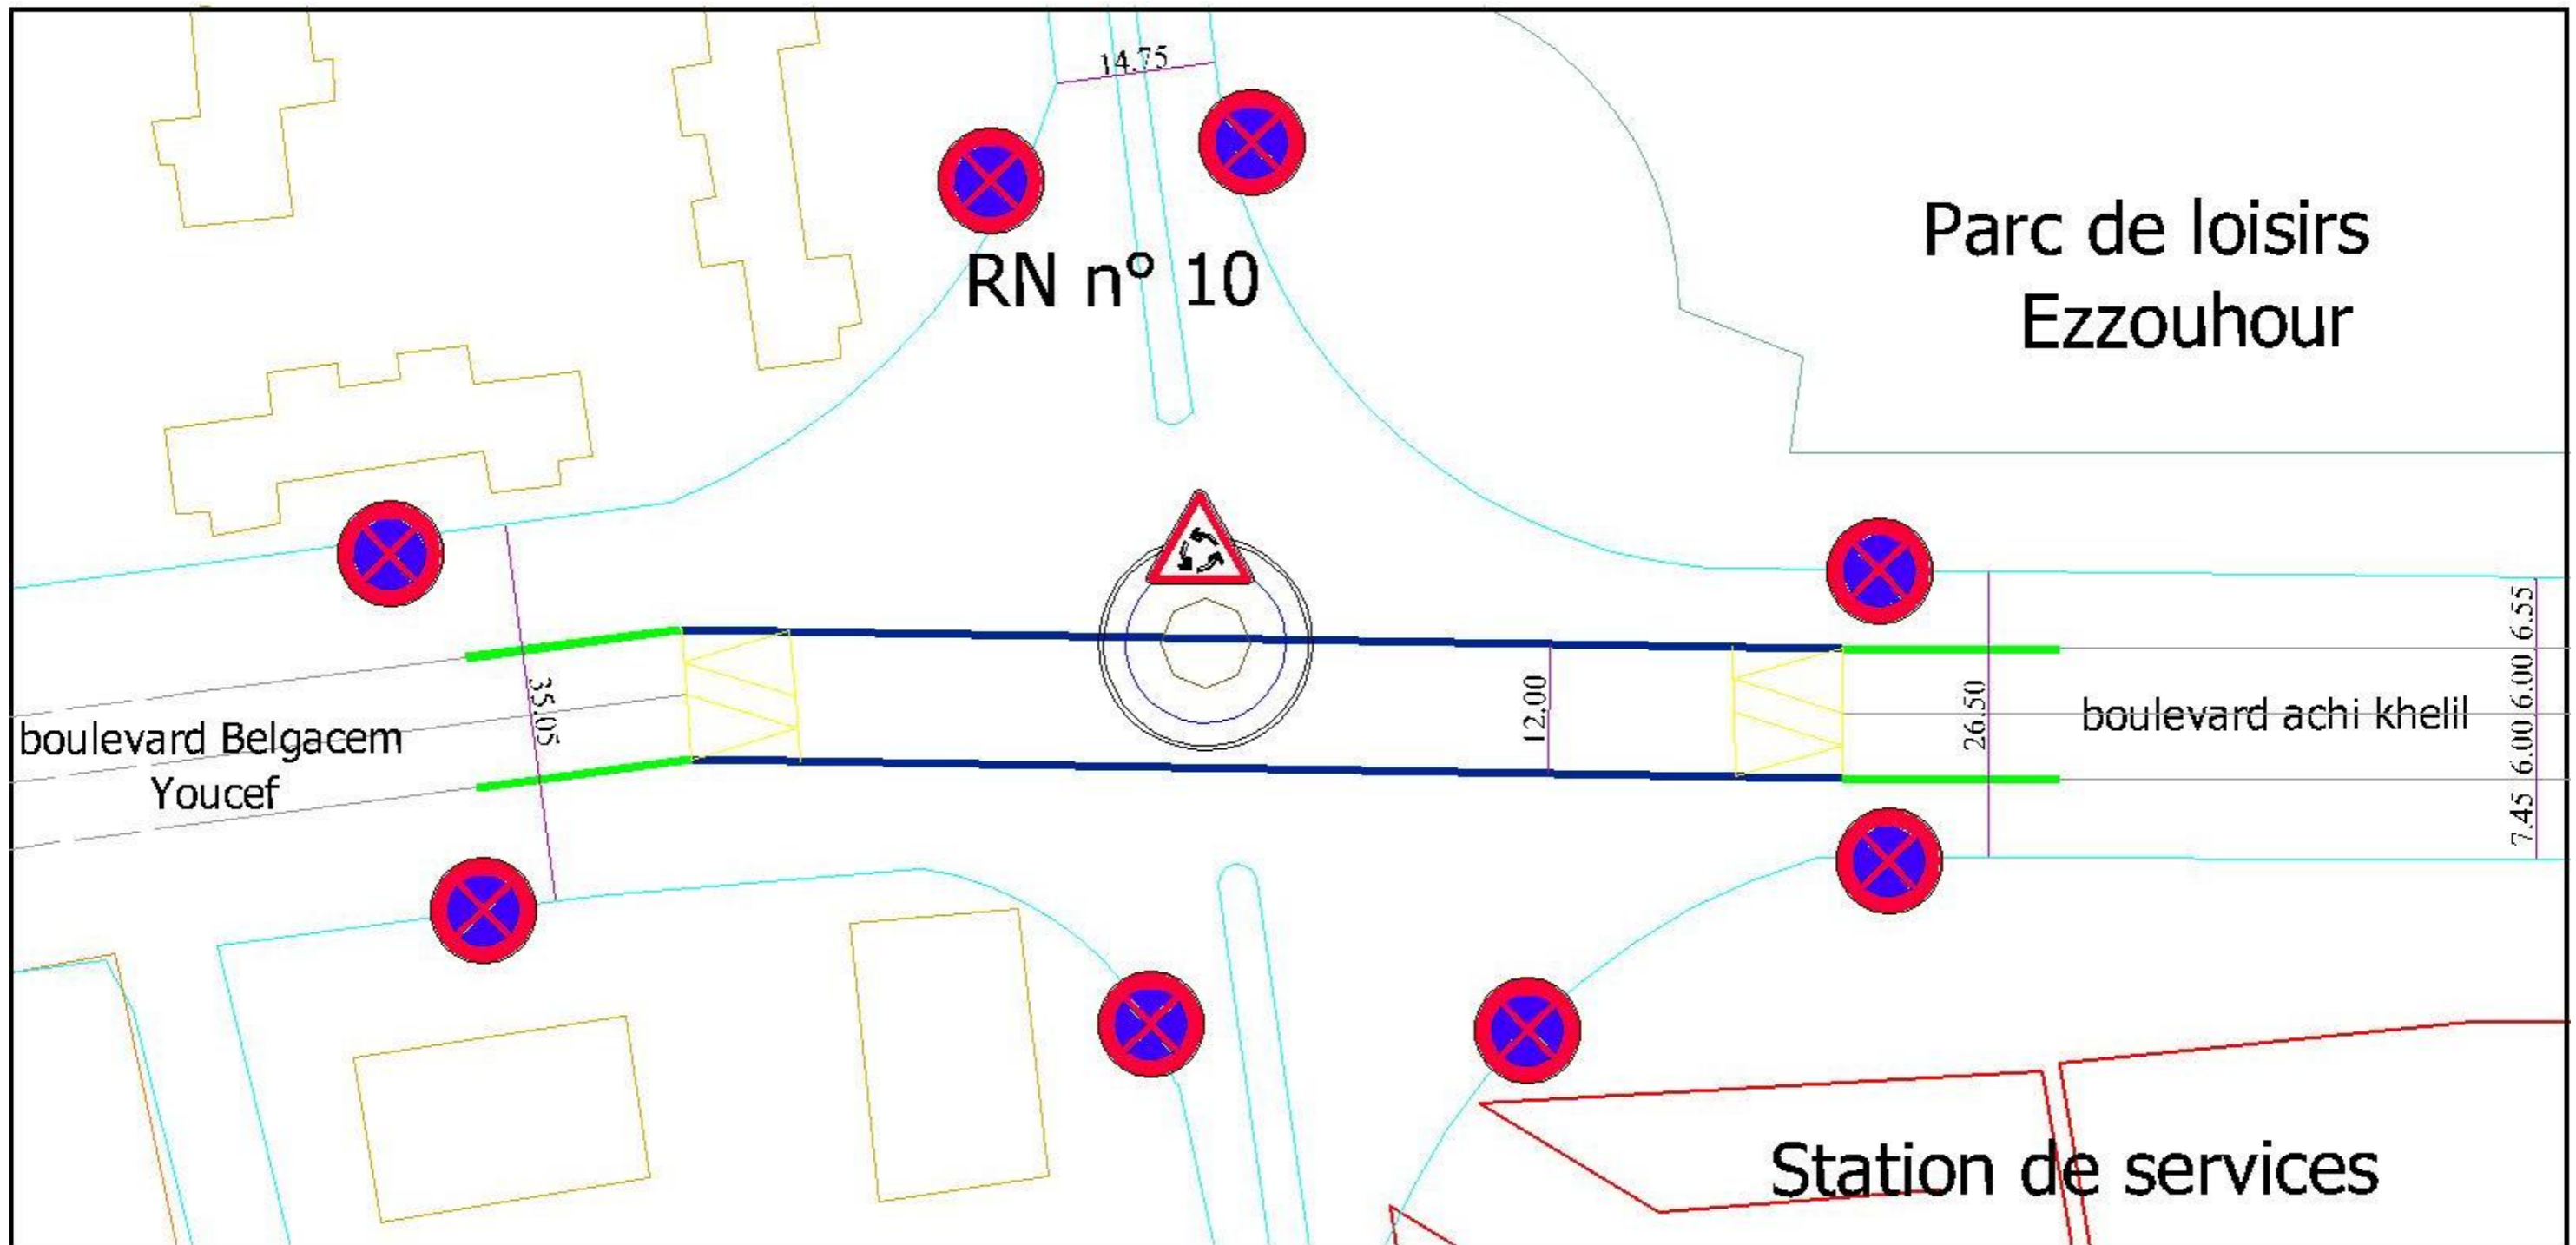 14.75
RN n° 10
Parc de loisirs
Ezzouhour
35.05
12.00
26.50
7.45 6.00 6.00 6.55
boulevard Belgacem
Youcef
boulevard achi khelil
Station de services